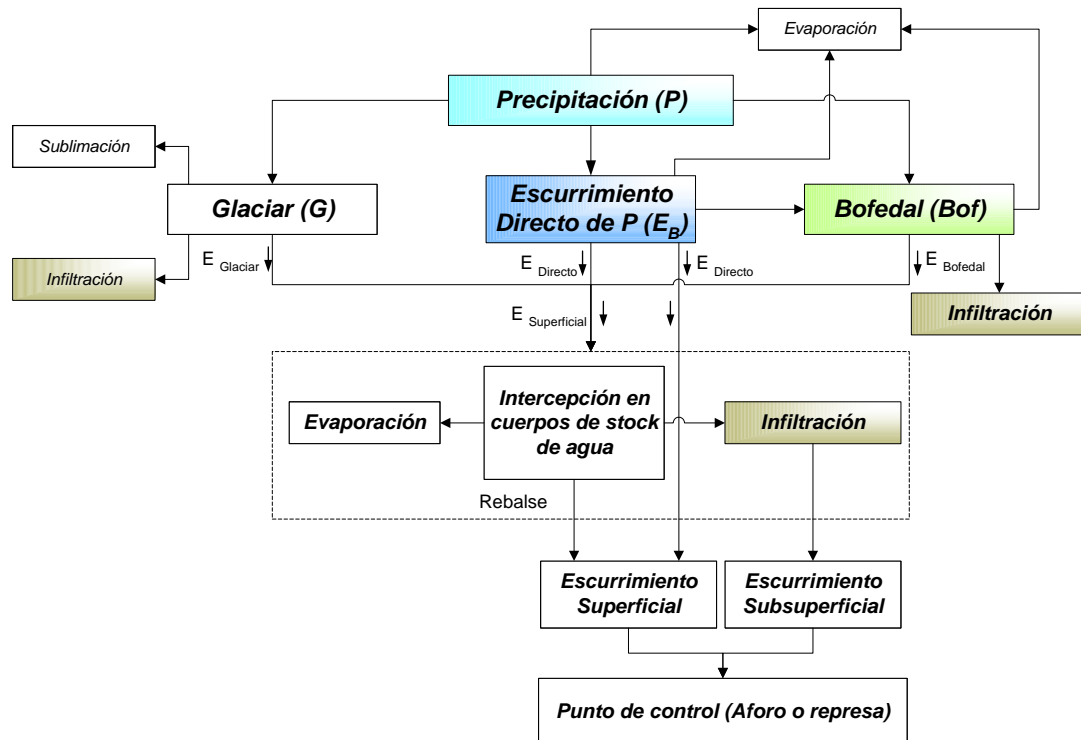 Evaporación
Precipitación (P)
Sublimación
Glaciar (G)
Escurrimiento
Directo de P (E_B)
Bofedal (Bof)
E Glaciar
E Directo
E Directo
E Bofedal
Infiltración
Infiltración
E Superficial
Intercepción en
cuerpos de stock
de agua
Evaporación
Infiltración
Rebalse
Escurrimiento
Superficial
Escurrimiento
Subsuperficial
Punto de control (Aforo o represa)